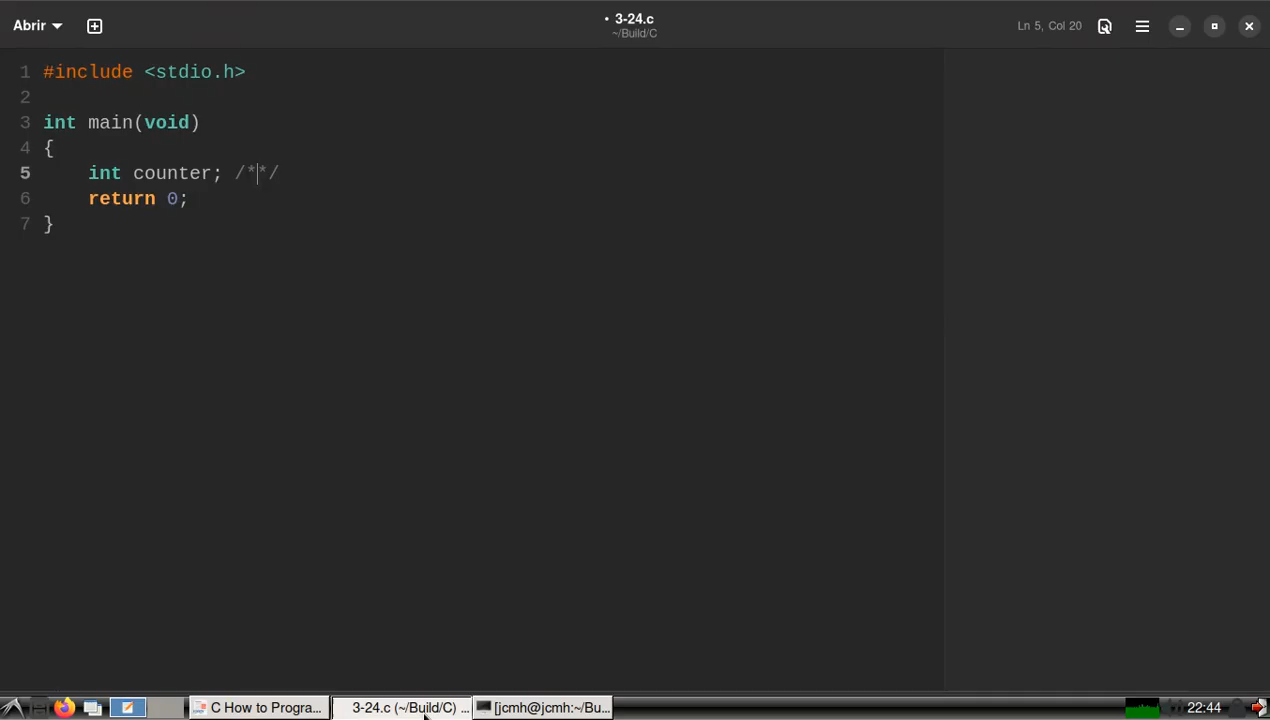 Abrir
• 3-24.c
~/Build/C
Ln 5, Col 20
1 #include <stdio.h>
2
3 int main(void)
4 {
5 int counter; /**/
6 return 0;
7 }
C How to Progra...
3-24.c (~/Build/C) ...
[jcmh@jcmh:~/Bu...
22:44